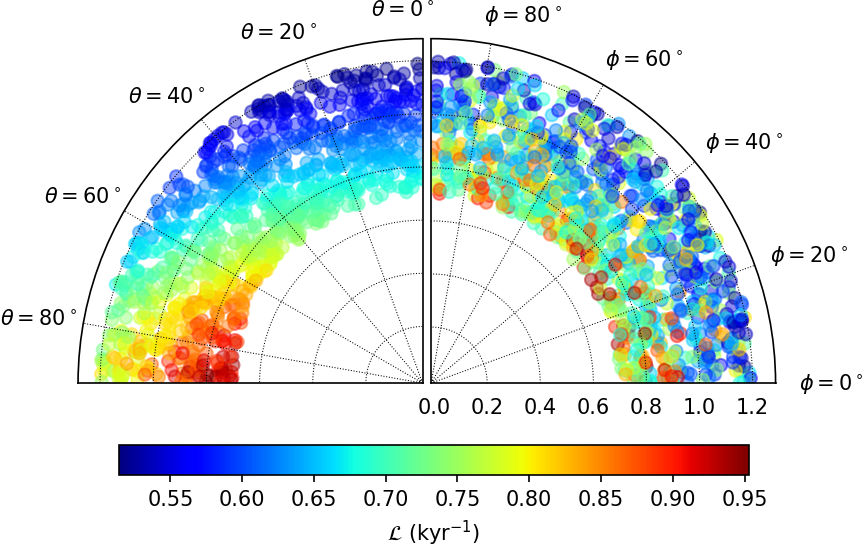 θ = 0° ϕ = 80°
θ = 20° ϕ = 60°
θ = 40° ϕ = 40°
θ = 60° ϕ = 20°
θ = 80° ϕ = 0°
0.0 0.2 0.4 0.6 0.8 1.0 1.2
0.55 0.60 0.65 0.70 0.75 0.80 0.85 0.90 0.95
ℒ (kyr⁻¹)